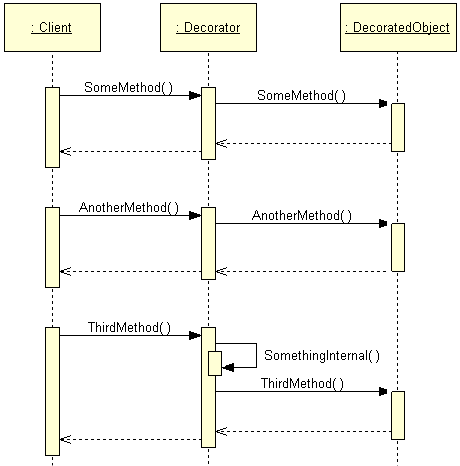 : Client
: Decorator
: DecoratedObject
SomeMethod( )
SomeMethod( )
AnotherMethod( )
AnotherMethod( )
ThirdMethod( )
SomethingInternal( )
ThirdMethod( )